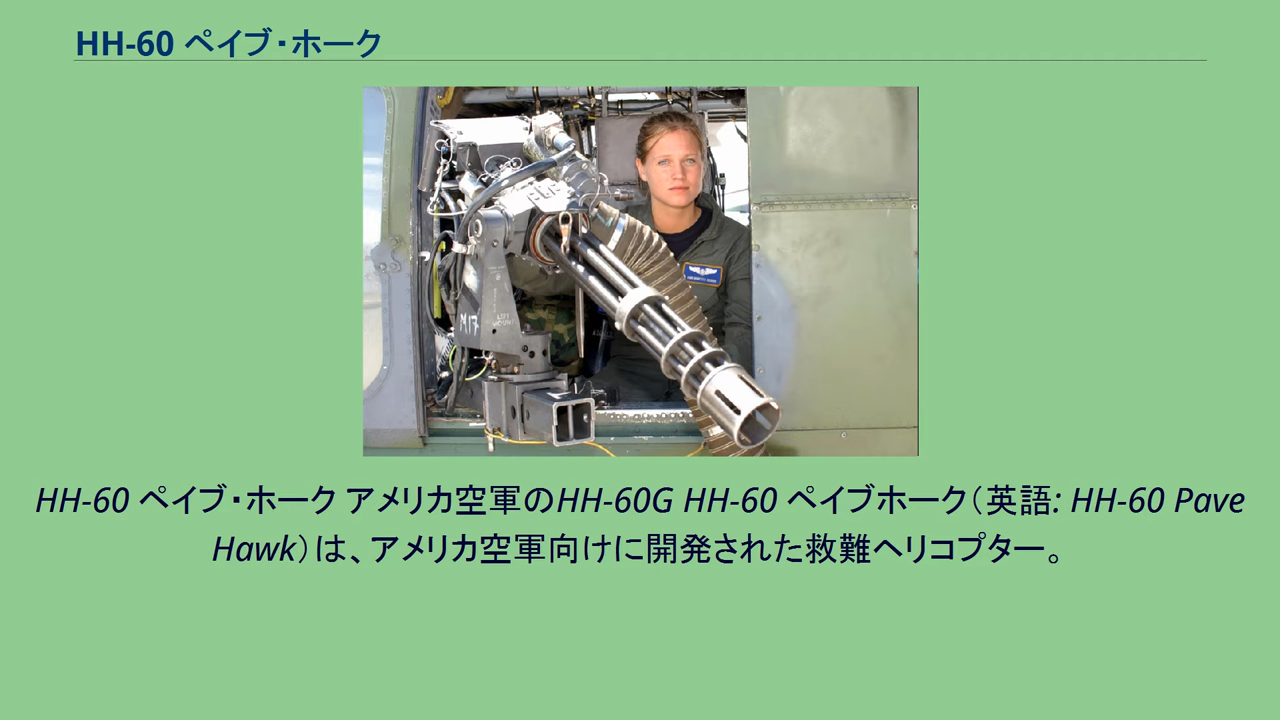 HH-60 ペイブ・ホーク
M17
HH-60 ペイブ・ホーク アメリカ空軍のHH-60G HH-60 ペイブホーク（英語: HH-60 Pave
Hawk）は、アメリカ空軍向けに開発された救難ヘリコプター。